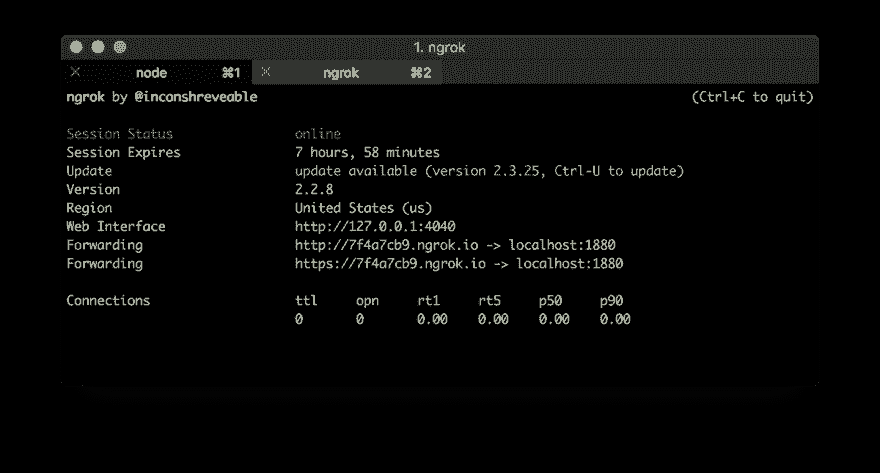 1. ngrok
node ⌘1 ngrok ⌘2
ngrok by @inconshreveable (Ctrl+C to quit)
Session Status online
Session Expires 7 hours, 58 minutes
Update update available (version 2.3.25, Ctrl-U to update)
Version 2.2.8
Region United States (us)
Web Interface http://127.0.0.1:4040
Forwarding http://7f4a7cb9.ngrok.io -> localhost:1880
Forwarding https://7f4a7cb9.ngrok.io -> localhost:1880
Connections ttl opn rt1 rt5 p50 p90
0 0 0.00 0.00 0.00 0.00